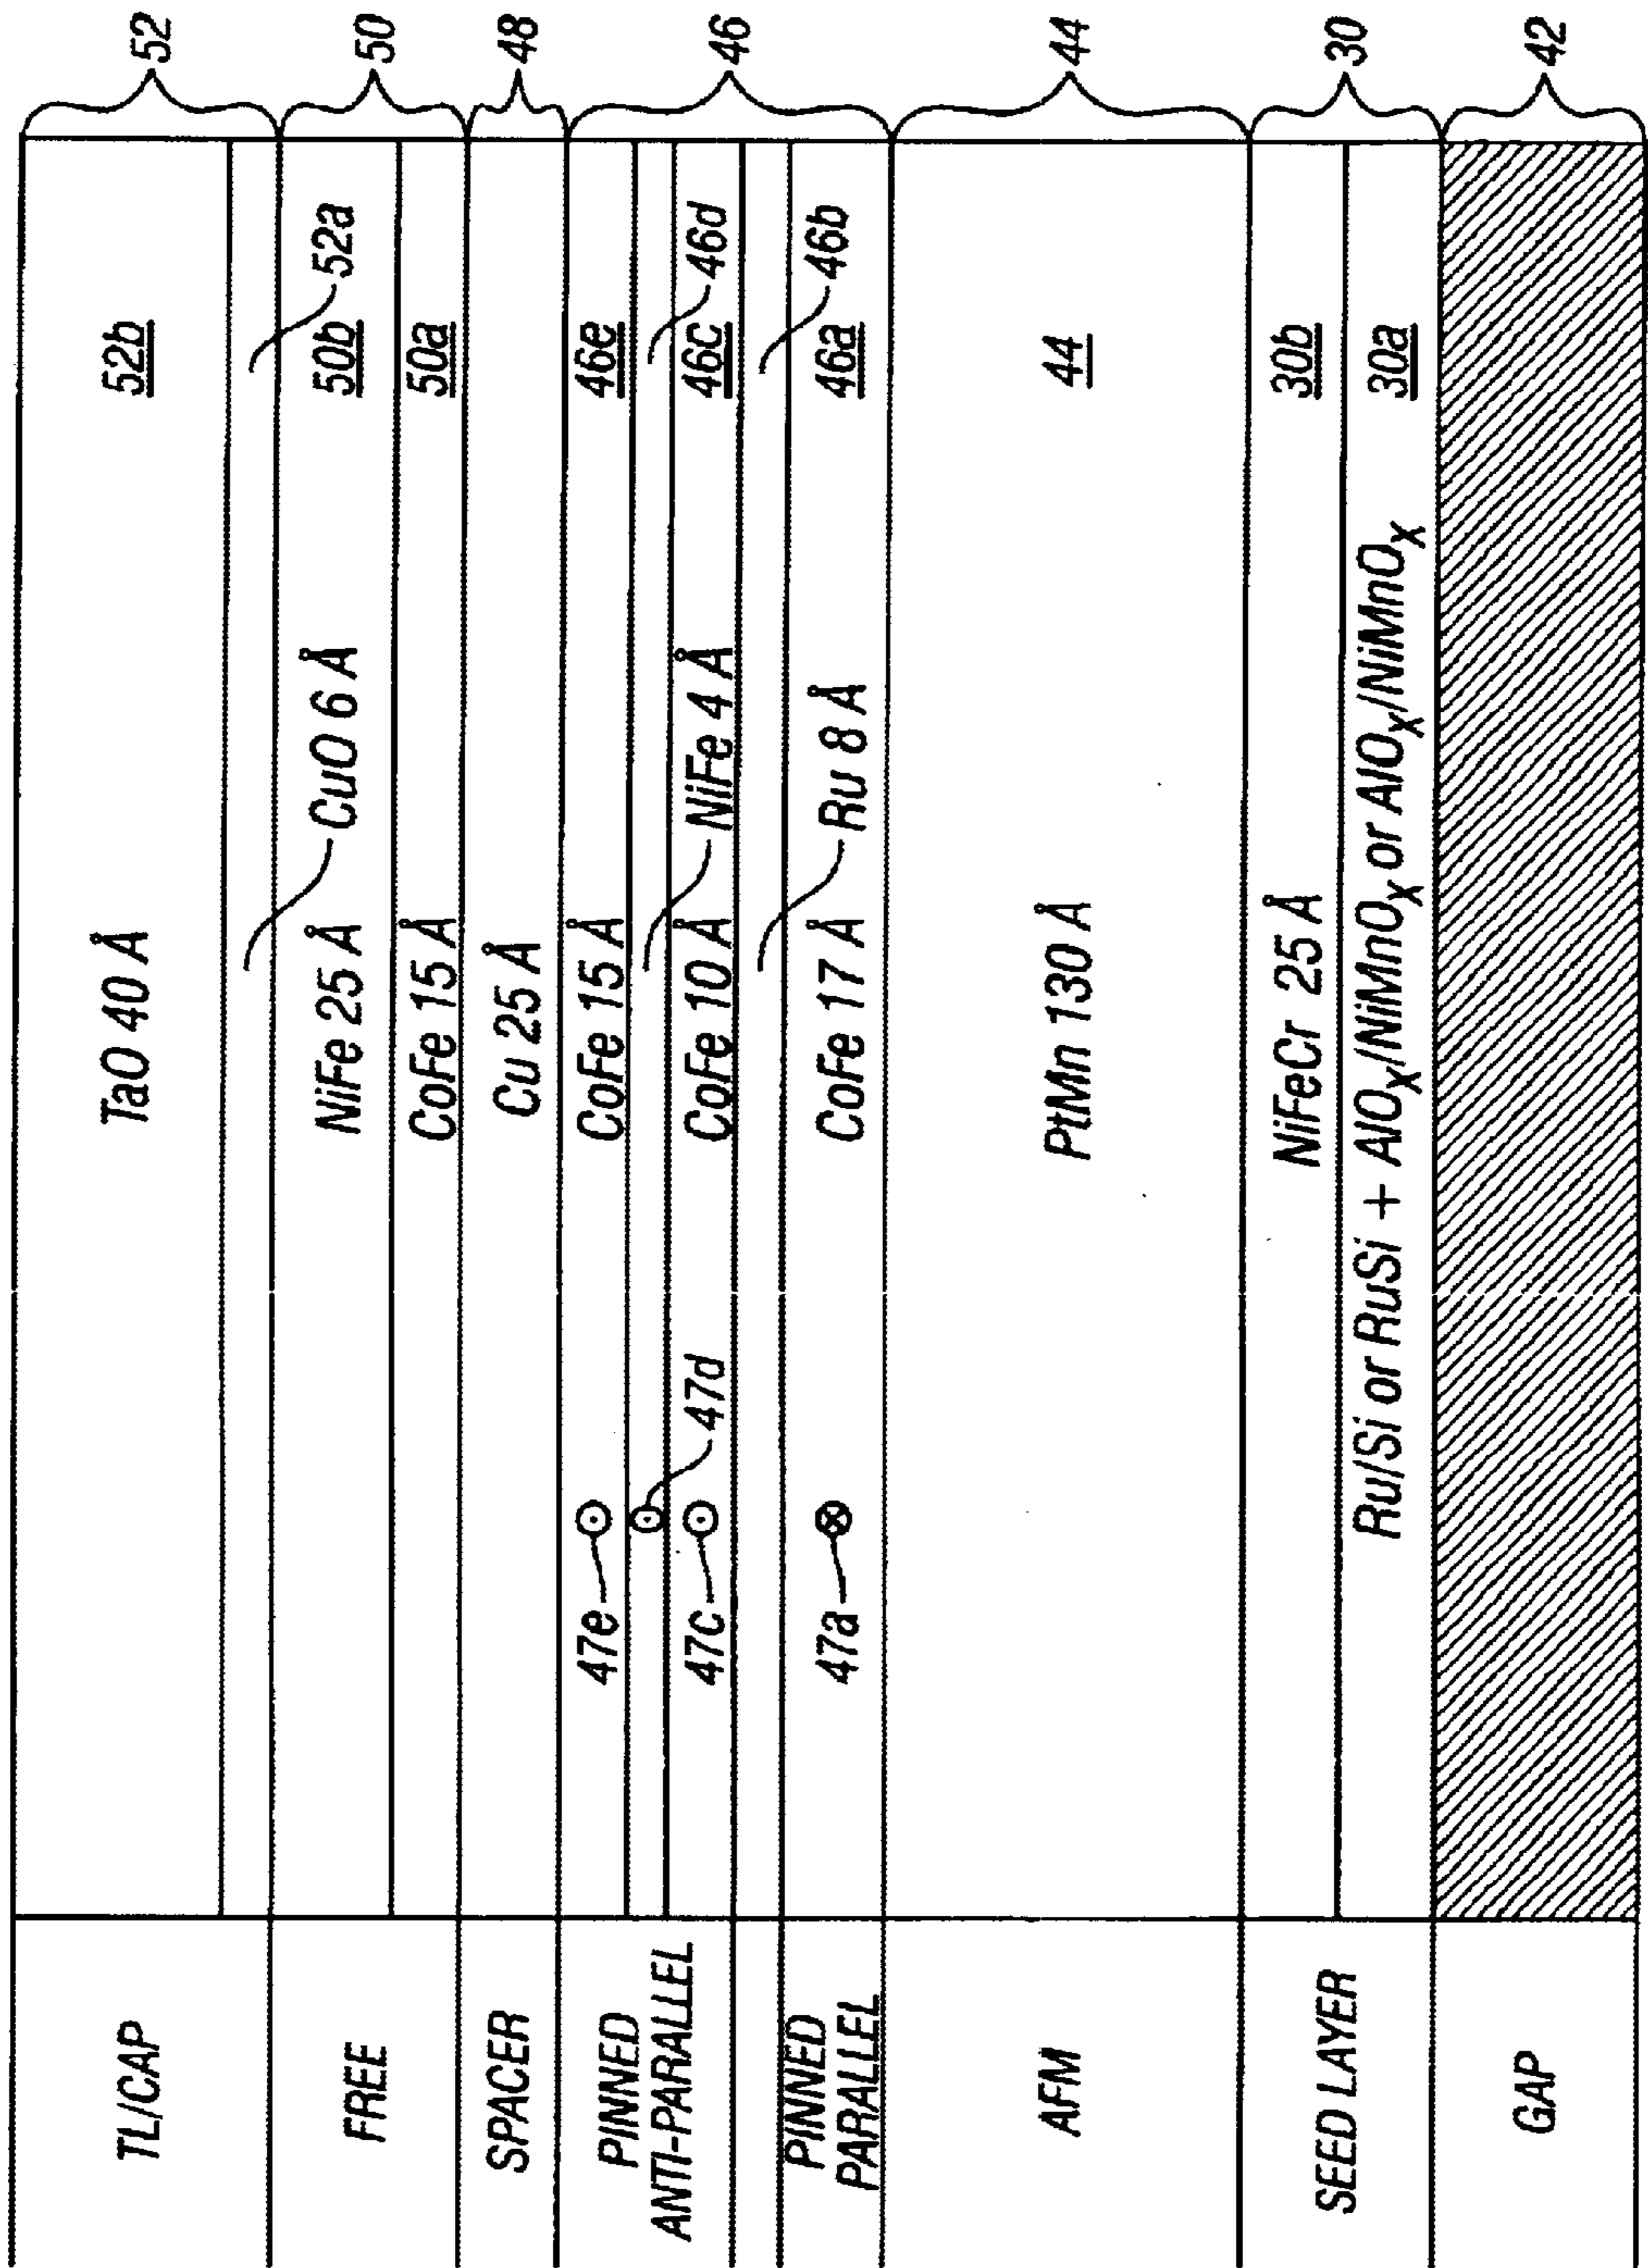 TL/CAP
TaO 40 Å
52b
52
CuO 6 Å
52a
FREE
NiFe 25 Å
50b
50
CoFe 15 Å
50a
SPACER
Cu 25 Å
48
PINNED
ANTI-PARALLEL
47e
CoFe 15 Å
46e
46
47d
NiFe 4 Å
46d
47c
CoFe 10 Å
46c
Ru 8 Å
46b
PINNED
PARALLEL
47a
CoFe 17 Å
46a
AFM
PtMn 130 Å
44
44
SEED LAYER
NiFeCr 25 Å
30b
30
Ru/Si or RuSi + AlOₓ/NiMnOₓ or AlOₓ/NiMnOₓ
30a
GAP
42